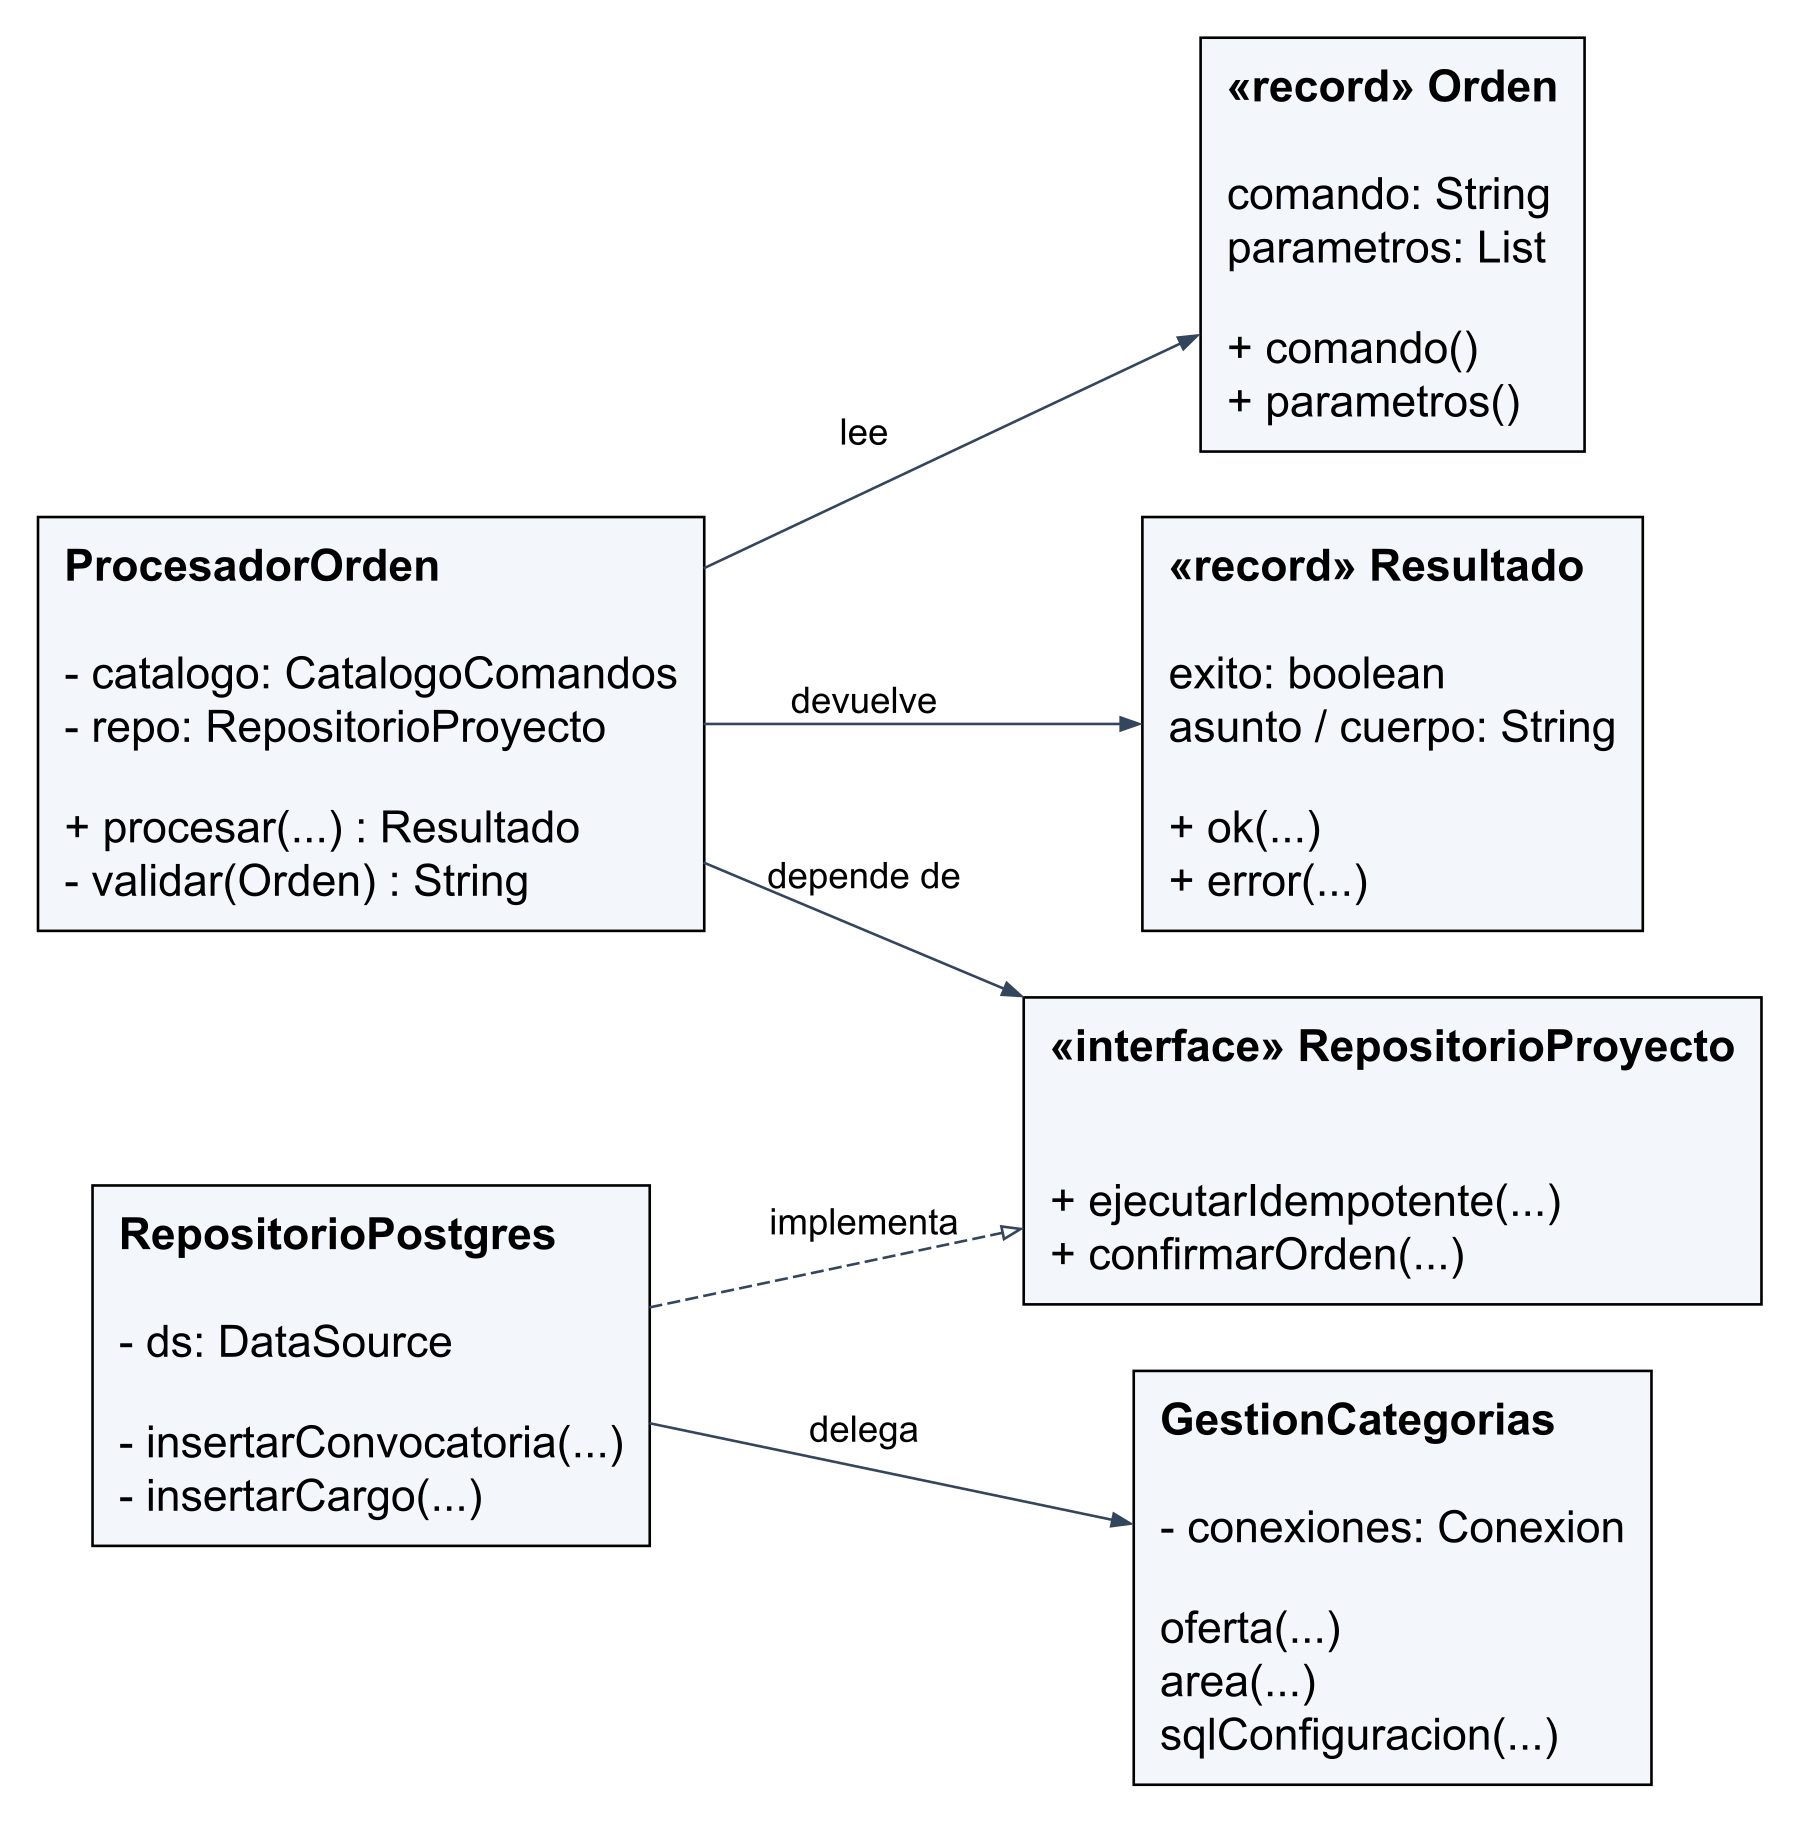 «record» Orden
comando: String
parametros: List
+ comando()
+ parametros()
lee
ProcesadorOrden
- catalogo: CatalogoComandos
- repo: RepositorioProyecto
+ procesar(...) : Resultado
- validar(Orden) : String
devuelve
«record» Resultado
exito: boolean
asunto / cuerpo: String
+ ok(...)
+ error(...)
depende de
«interface» RepositorioProyecto
+ ejecutarIdempotente(...)
+ confirmarOrden(...)
implementa
RepositorioPostgres
- ds: DataSource
- insertarConvocatoria(...)
- insertarCargo(...)
delega
GestionCategorias
- conexiones: Conexion
oferta(...)
area(...)
sqlConfiguracion(...)